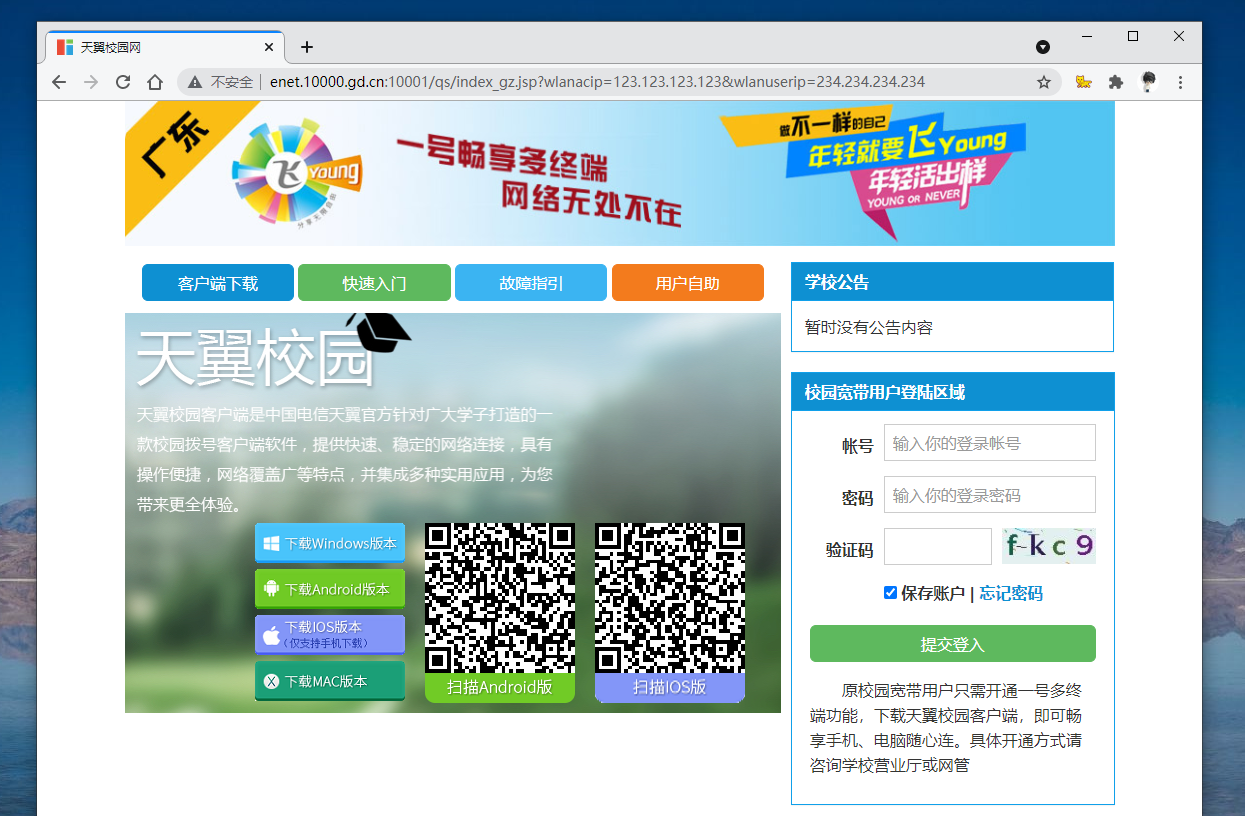 天翼校园网
不安全
enet.10000.gd.cn:10001/qs/index_gz.jsp?wlanacip=123.123.123.123&wlanuserip=234.234.234.234
广东
飞young
分享无限自由
一号畅享多终端
网络无处不在
做不一样的自己
年轻就要飞Young
年轻活出样
YOUNG OR NEVER
客户端下载
快速入门
故障指引
用户自助
天翼校园
天翼校园客户端是中国电信天翼官方针对广大学子打造的一
款校园拨号客户端软件，提供快速、稳定的网络连接，具有
操作便捷，网络覆盖广等特点，并集成多种实用应用，为您
带来更全体验。
下载Windows版本
下载Android版本
下载IOS版本
（仅支持手机下载）
下载MAC版本
扫描Android版
扫描IOS版
学校公告
暂时没有公告内容
校园宽带用户登陆区域
帐号
输入你的登录帐号
密码
输入你的登录密码
验证码
fkc9
保存账户 | 忘记密码
提交登入
原校园宽带用户只需开通一号多终
端功能，下载天翼校园客户端，即可畅
享手机、电脑随心连。具体开通方式请
咨询学校营业厅或网管